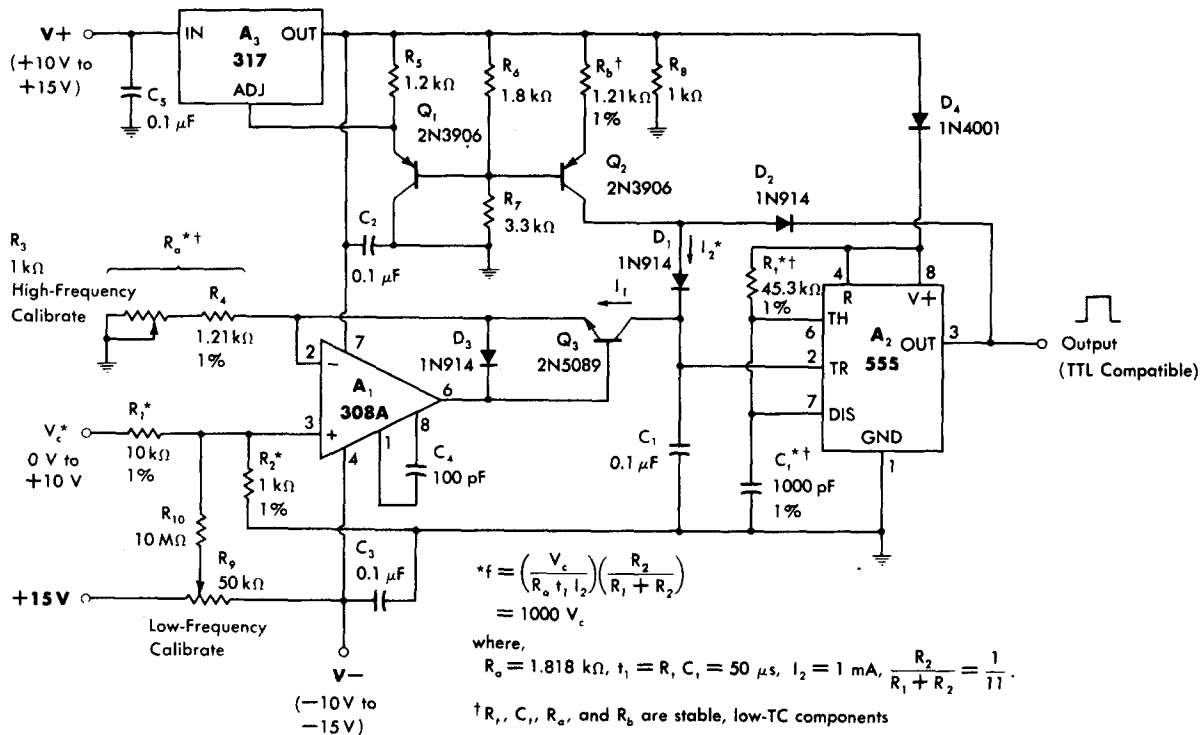 V+
(+10 V to
+15 V)
C5
0.1 μF
IN
A3
317
OUT
ADJ
R5
1.2 kΩ
Q1
2N3906
R6
1.8 kΩ
Rb†
1.21 kΩ
1%
R8
1 kΩ
D4
1N4001
Q2
2N3906
D2
1N914
R7
3.3 kΩ
C2
0.1 μF
D1
1N914
I2*
R3
1 kΩ
High-Frequency
Calibrate
Ra*†
R4
1.21 kΩ
1%
I1
D3
1N914
Q3
2N5089
Rt*†
45.3 kΩ
1%
4
R
8
V+
TH
6
A2
555
OUT
3
2
TR
7
DIS
GND
1
Output
(TTL Compatible)
2
−
7
A1
308A
6
3
+
4
1
8
C4
100 pF
Vc*
0 V to
+10 V
R1*
10 kΩ
1%
R2*
1 kΩ
1%
C1
0.1 μF
Ct*†
1000 pF
1%
R10
10 MΩ
R9
50 kΩ
+15 V
Low-Frequency
Calibrate
C3
0.1 μF
V−
(−10 V to
−15 V)
*f = (Vc / Ra t1 I2) (R2 / R1 + R2)
= 1000 Vc
where,
Ra = 1.818 kΩ, t1 = Rt Ct = 50 μs, I2 = 1 mA, R2 / R1 + R2 = 1 / 11 .
†Rt, Ct, Ra, and Rb are stable, low-TC components